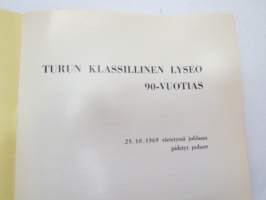 TURUN KLASSILLINEN LYSEO
90-VUOTIAS
25.10.1969 vietetyssä juhlassa
pidetyt puheet